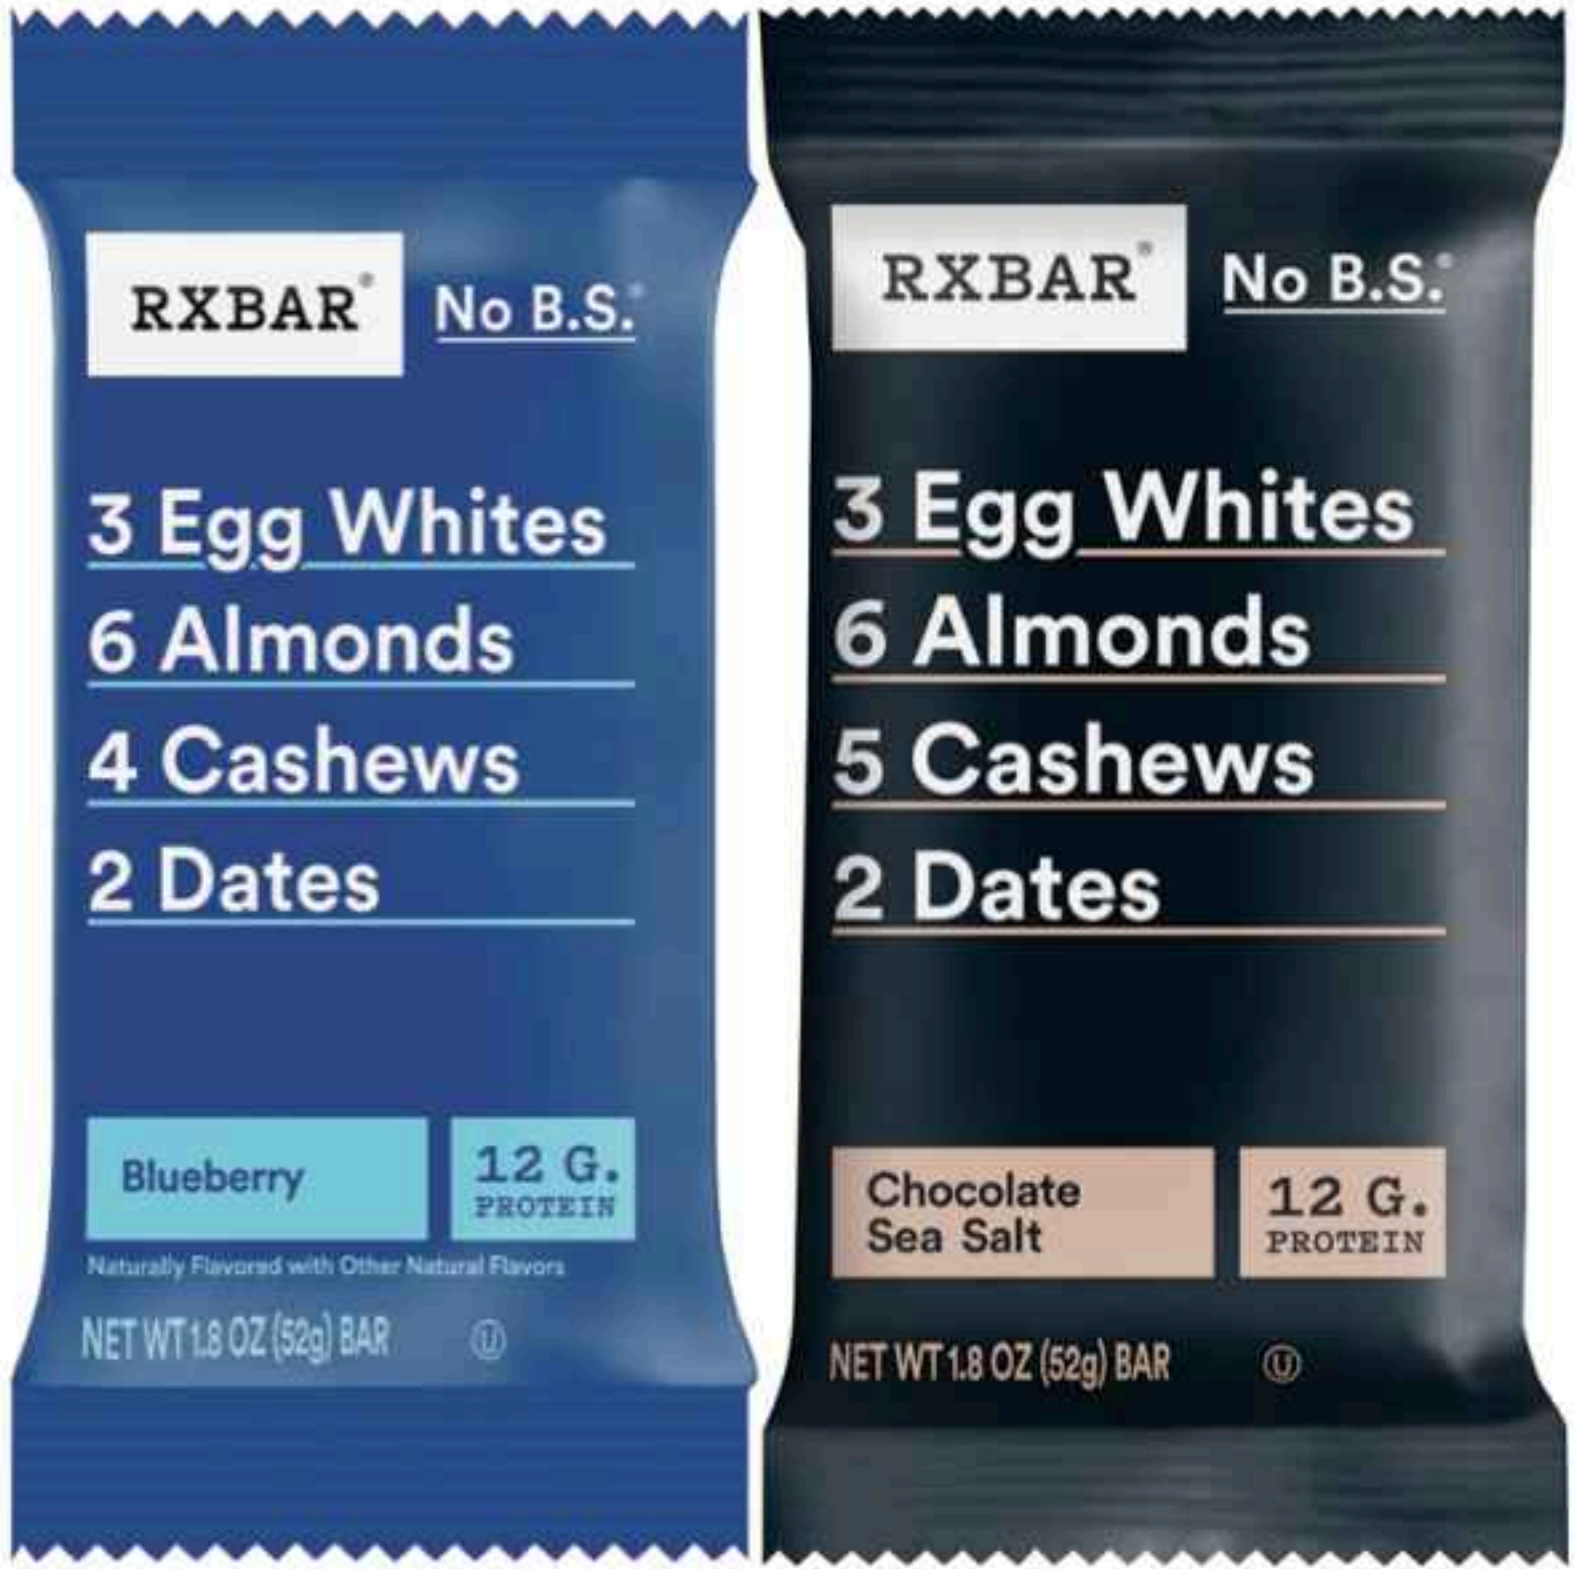 RXBAR®
No B.S.®
3 Egg Whites
6 Almonds
4 Cashews
2 Dates
Blueberry
12 G.
PROTEIN
Naturally Flavored with Other Natural Flavors
NET WT 1.8 OZ (52g) BAR
U
RXBAR®
No B.S.®
3 Egg Whites
6 Almonds
5 Cashews
2 Dates
Chocolate
Sea Salt
12 G.
PROTEIN
NET WT 1.8 OZ (52g) BAR
U